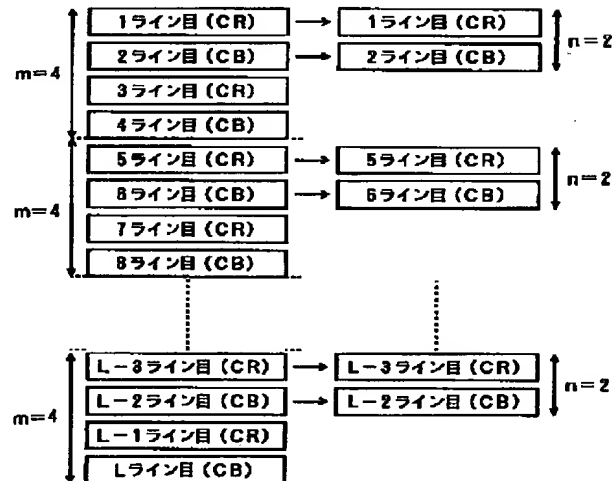 1ライン目(CR) 1ライン目(CR)
2ライン目(CB) 2ライン目(CB)
n=2
m=4
3ライン目(CR)
4ライン目(CB)
5ライン目(CR) 5ライン目(CR)
6ライン目(CB) 6ライン目(CB)
n=2
m=4
7ライン目(CR)
8ライン目(CB)
L-3ライン目(CR) L-3ライン目(CR)
L-2ライン目(CB) L-2ライン目(CB)
n=2
m=4
L-1ライン目(CR)
Lライン目(CB)